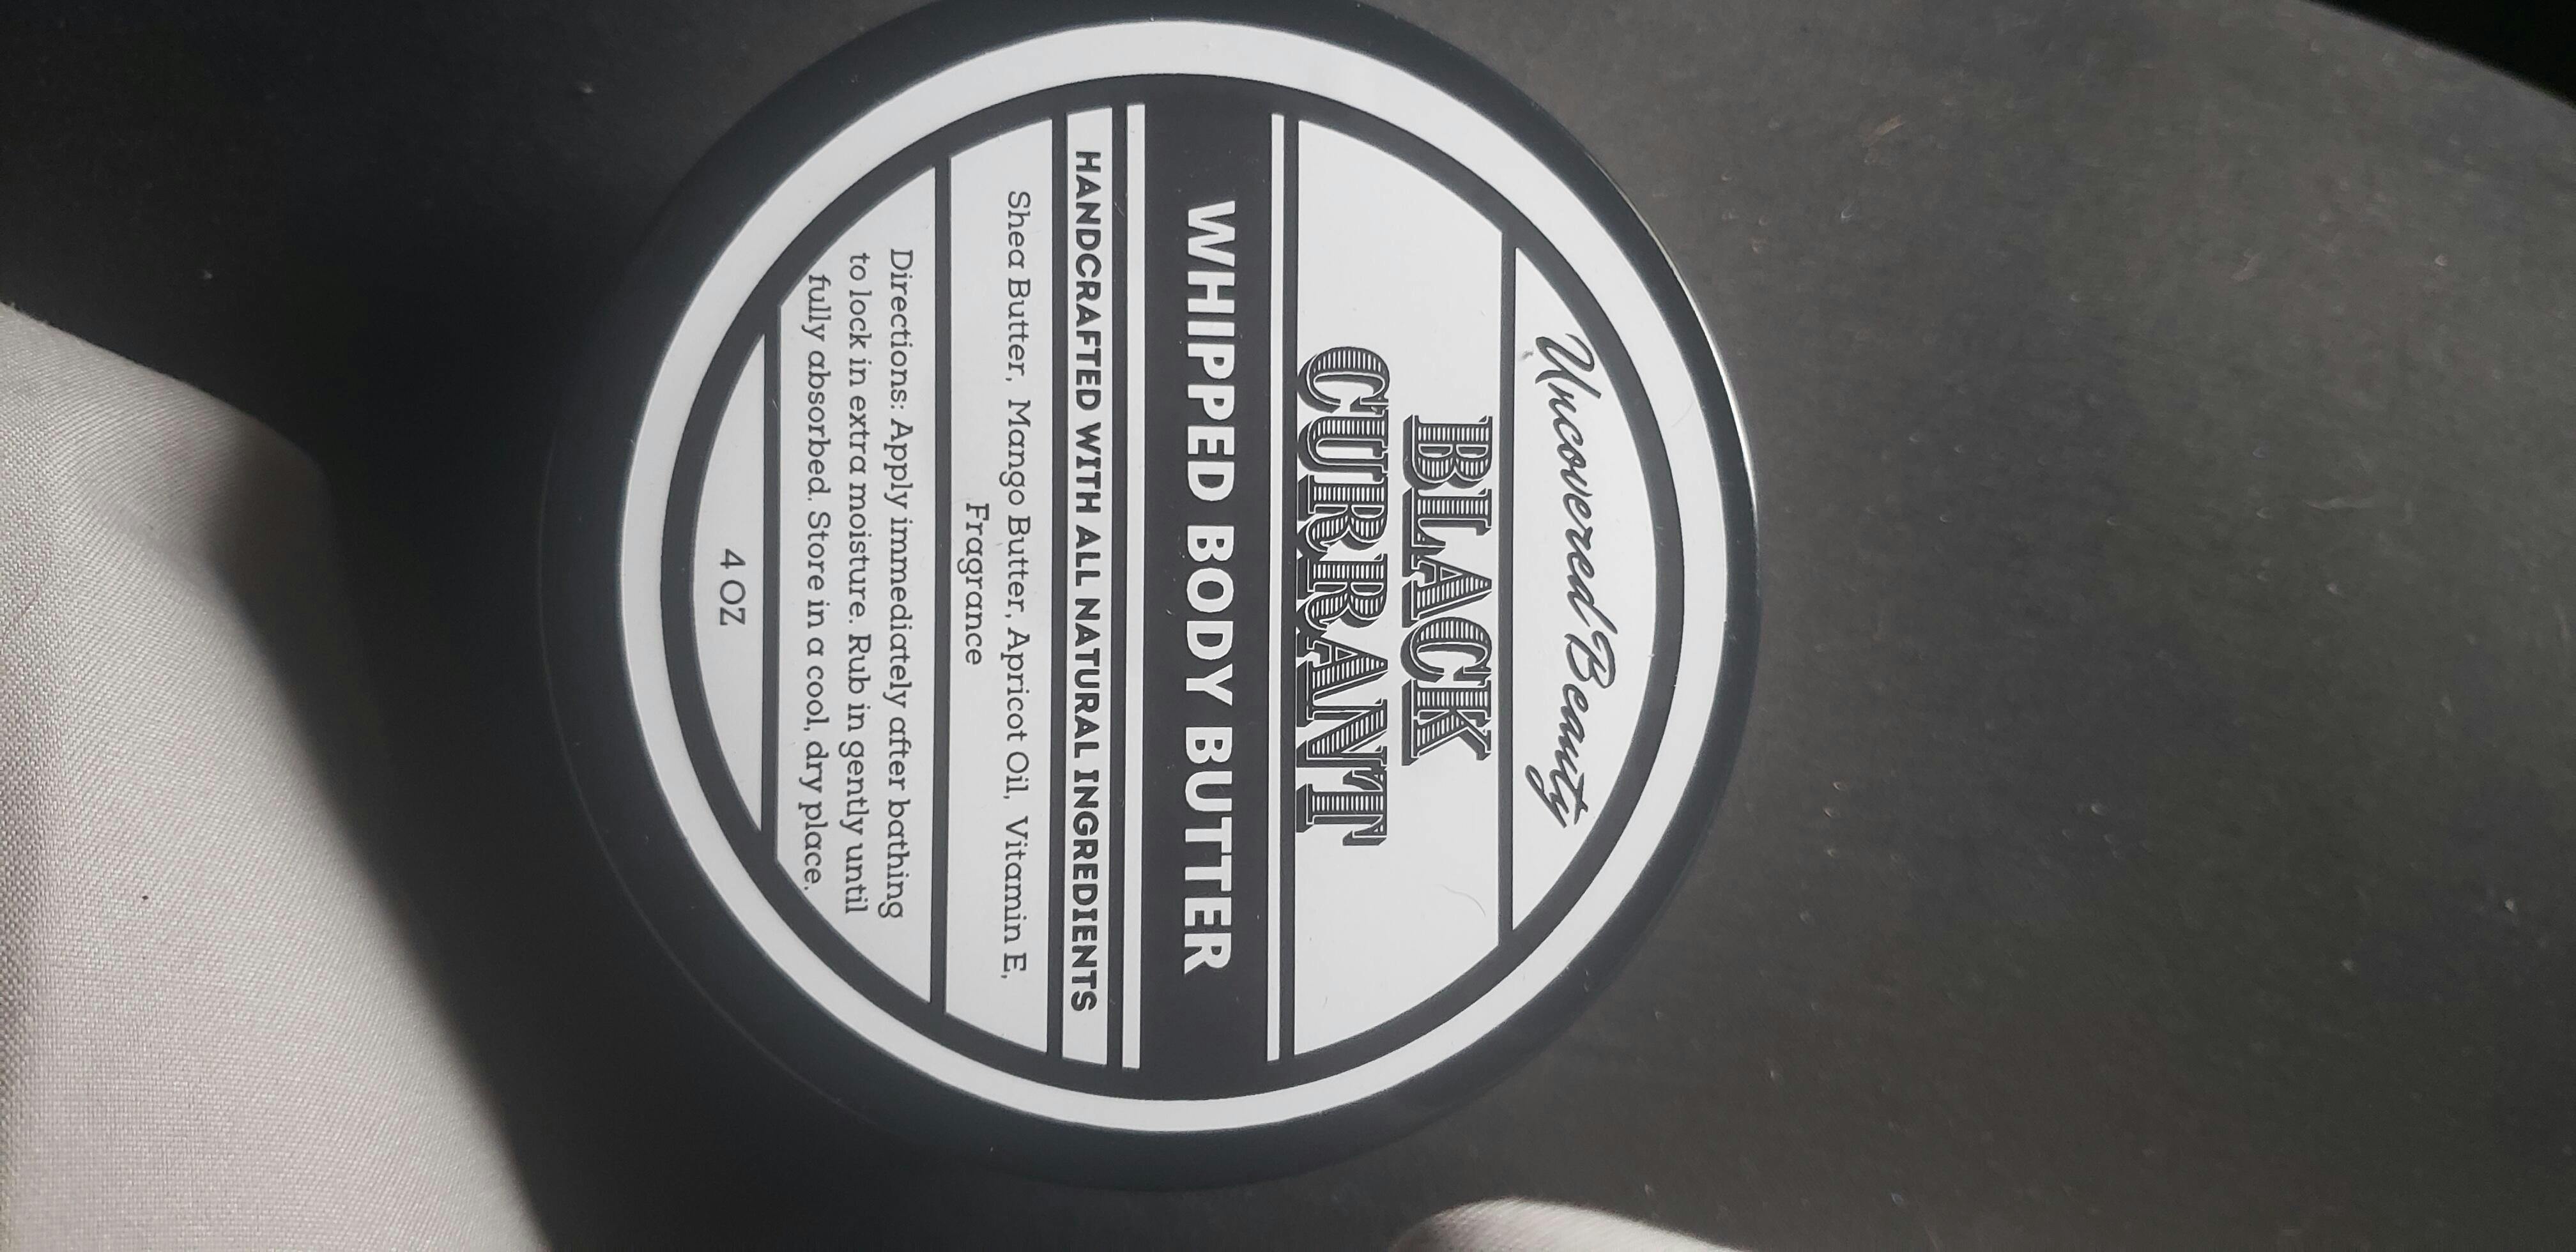 Uncovered Beauty
BLACK
CURRANT
WHIPPED BODY BUTTER
HANDCRAFTED WITH ALL NATURAL INGREDIENTS
Shea Butter, Mango Butter, Apricot Oil, Vitamin E,
Fragrance
Directions: Apply immediately after bathing
to lock in extra moisture. Rub in gently until
fully absorbed. Store in a cool, dry place.
4 OZ